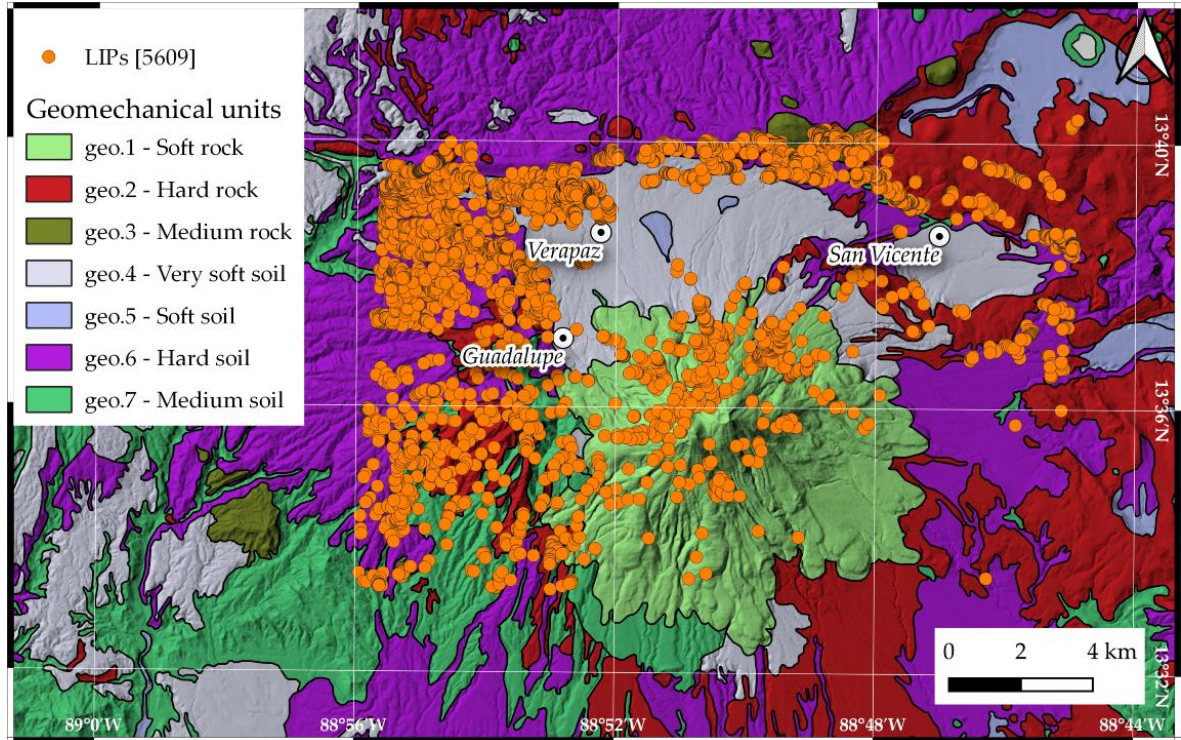 LIPs [5609]
Geomechanical units
geo.1 - Soft rock
geo.2 - Hard rock
geo.3 - Medium rock
geo.4 - Very soft soil
geo.5 - Soft soil
geo.6 - Hard soil
geo.7 - Medium soil
Verapaz
San Vicente
Guadalupe
13°40'N
13°36'N
13°32'N
0 2 4 km
89°0'W 88°56'W 88°52'W 88°48'W 88°44'W